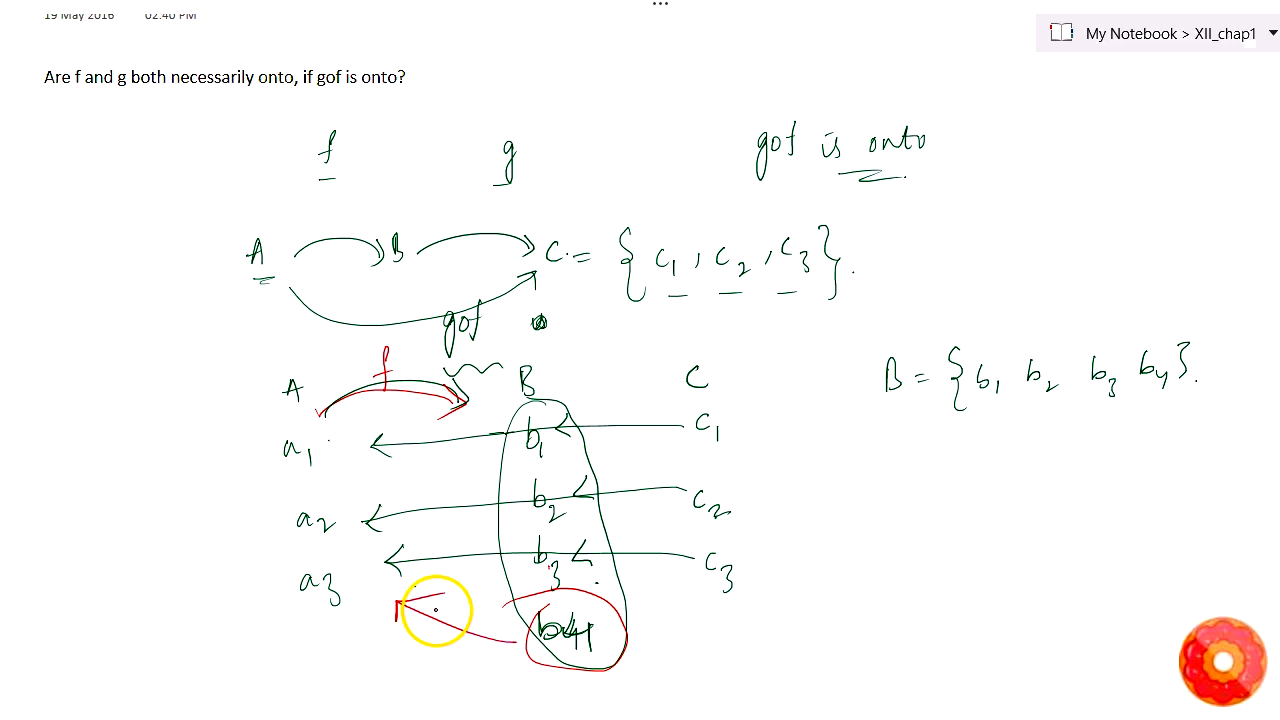 19 May 2016 02:40 PM
My Notebook > XII_chap1
Are f and g both necessarily onto, if gof is onto?
f g gof is onto
A B C = { c1 , c2 , c3 }.
gof
f
A B C
B = { b1 b2 b3 b4 }.
a1 b1 c1
a2 b2 c2
a3 b3 c3
b4